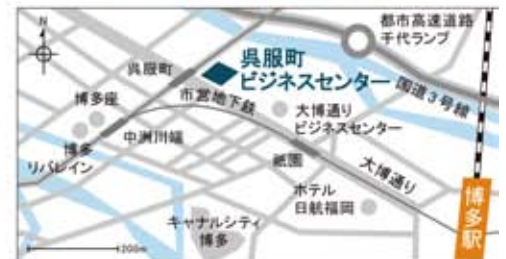 N
都市高速道路
千代ランプ
呉服町
呉服町
ビジネスセンター
国道3号線
市営地下鉄
博多座
大博通り
ビジネスセンター
中洲川端
博多
リバレイン
祇園
大博通り
ホテル
日航福岡
博多駅
キャナルシティ
博多
200m